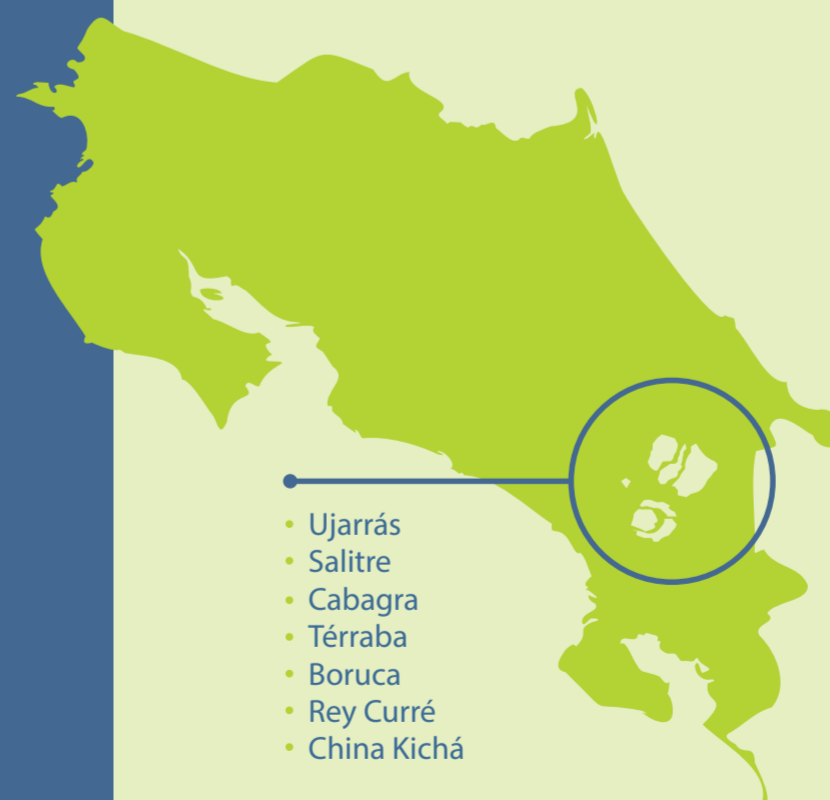 • Ujarrás
• Salitre
• Cabagra
• Térraba
• Boruca
• Rey Curré
• China Kichá